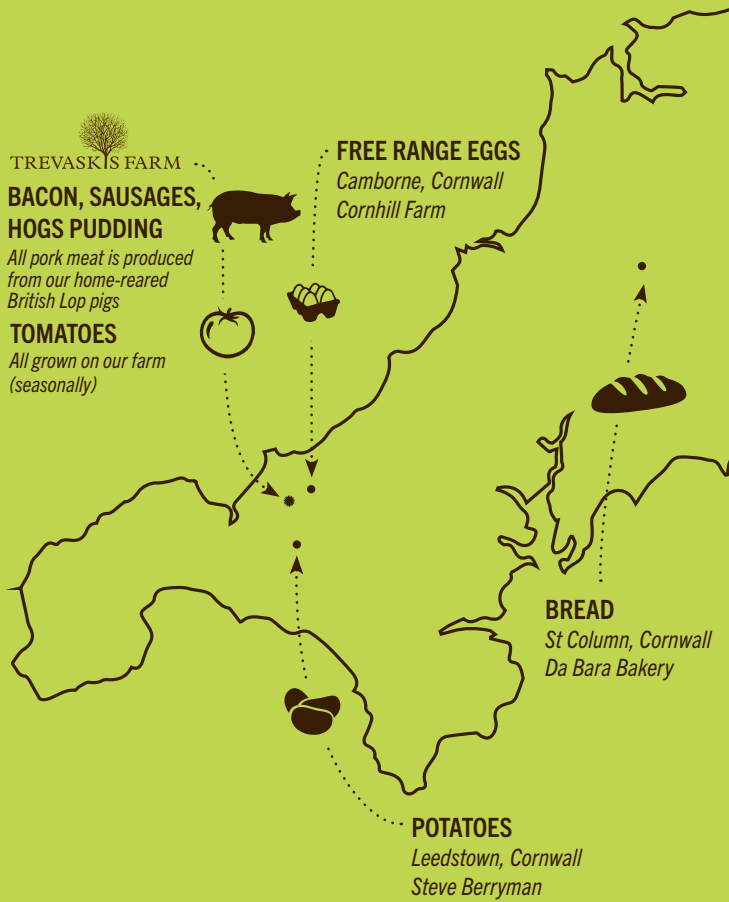 TREVASKIS FARM
BACON, SAUSAGES,
HOGS PUDDING
All pork meat is produced
from our home-reared
British Lop pigs
TOMATOES
All grown on our farm
(seasonally)
FREE RANGE EGGS
Camborne, Cornwall
Cornhill Farm
BREAD
St Column, Cornwall
Da Bara Bakery
POTATOES
Leedstown, Cornwall
Steve Berryman